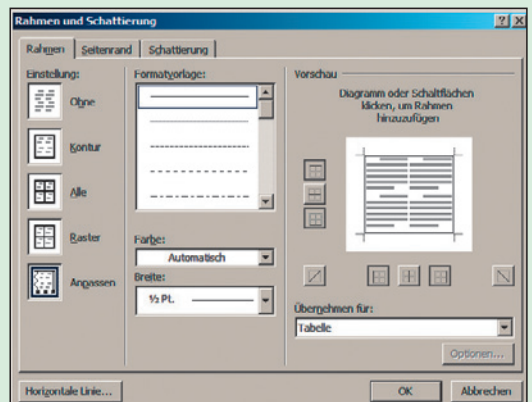 Rahmen und Schattierung
Rahmen
Seitenrand
Schattierung
Einstellung:
Ohne
Kontur
Alle
Raster
Anpassen
Formatvorlage:
Farbe:
Automatisch
Breite:
½ Pt.
Vorschau
Diagramm oder Schaltflächen
klicken, um Rahmen
hinzuzufügen
Übernehmen für:
Tabelle
Optionen...
Horizontale Linie...
OK
Abbrechen